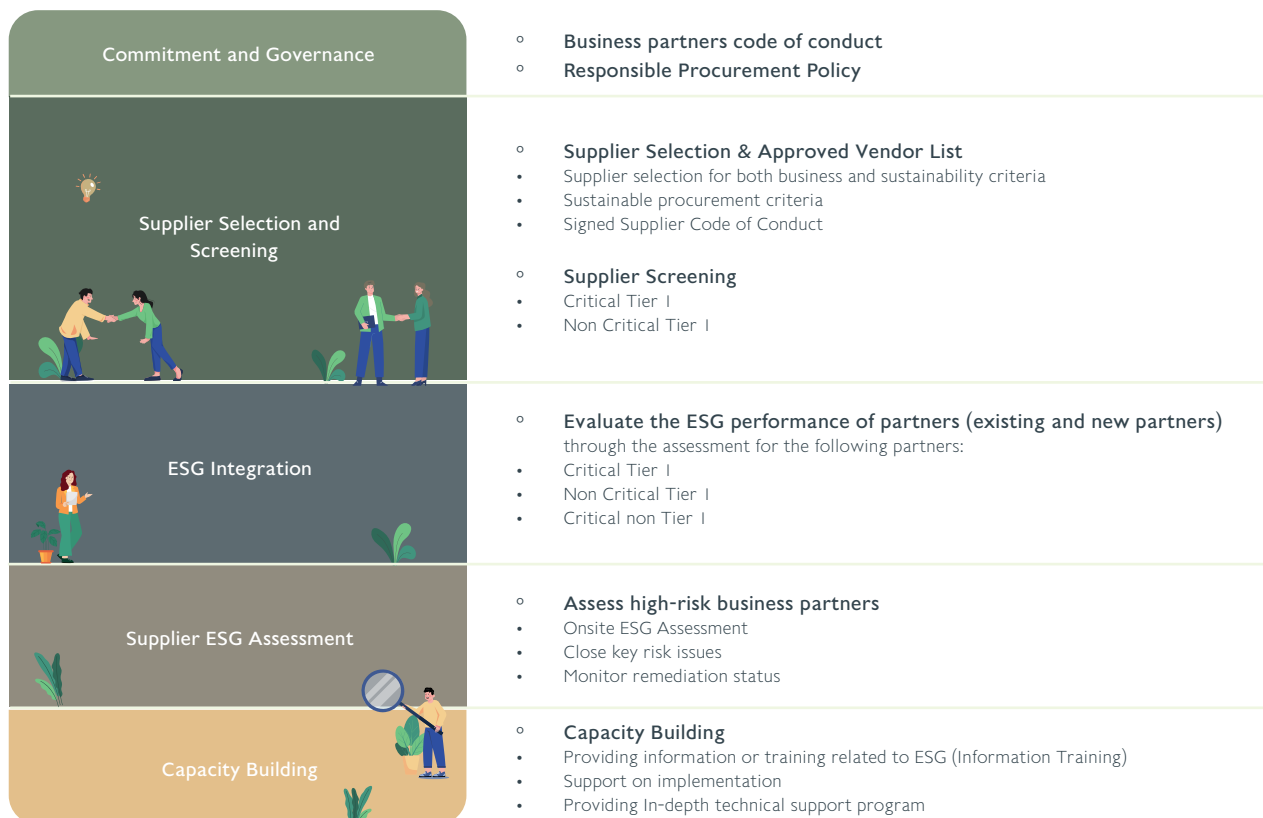 Commitment and Governance
° Business partners code of conduct
° Responsible Procurement Policy
Supplier Selection and
Screening
° Supplier Selection & Approved Vendor List
• Supplier selection for both business and sustainability criteria
• Sustainable procurement criteria
• Signed Supplier Code of Conduct
° Supplier Screening
• Critical Tier 1
• Non Critical Tier 1
ESG Integration
° Evaluate the ESG performance of partners (existing and new partners)
through the assessment for the following partners:
• Critical Tier 1
• Non Critical Tier 1
• Critical non Tier 1
Supplier ESG Assessment
° Assess high-risk business partners
• Onsite ESG Assessment
• Close key risk issues
• Monitor remediation status
Capacity Building
° Capacity Building
• Providing information or training related to ESG (Information Training)
• Support on implementation
• Providing In-depth technical support program